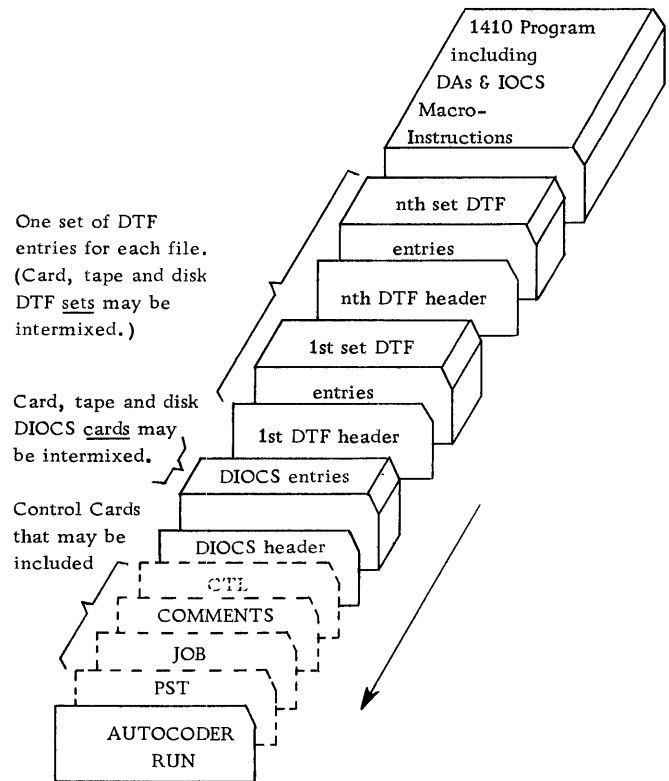 1410 Program
including
DAs & IOCS
Macro-
Instructions
nth set DTF
entries
nth DTF header
One set of DTF
entries for each file.
(Card, tape and disk
DTF sets may be
intermixed.)
1st set DTF
entries
1st DTF header
Card, tape and disk
DIOCS cards may
be intermixed.
DIOCS entries
Control Cards
that may be
included
DIOCS header
CTL
COMMENTS
JOB
PST
AUTOCODER
RUN